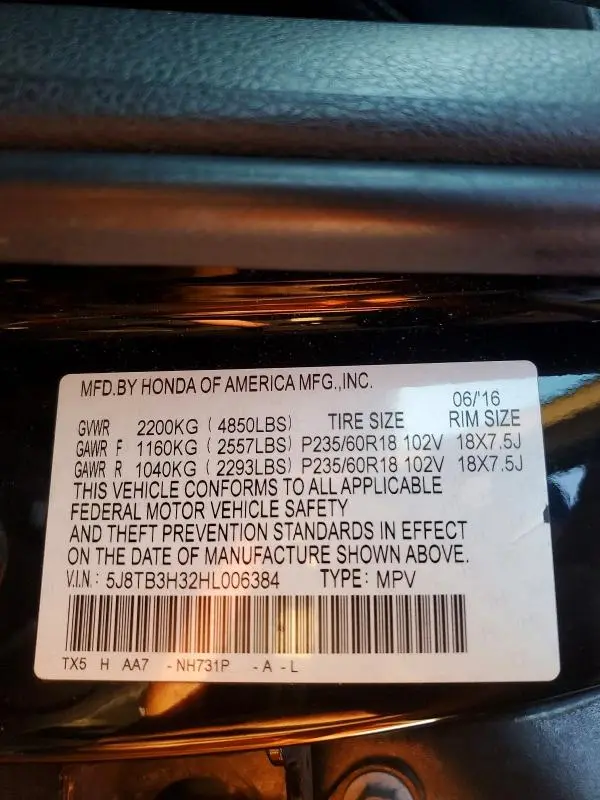 MFD.BY HONDA OF AMERICA MFG.,INC.
06/'16
GVWR 2200KG ( 4850LBS) TIRE SIZE RIM SIZE
GAWR F 1160KG ( 2557LBS) P235/60R18 102V 18X7.5J
GAWR R 1040KG ( 2293LBS) P235/60R18 102V 18X7.5J
THIS VEHICLE CONFORMS TO ALL APPLICABLE
FEDERAL MOTOR VEHICLE SAFETY
AND THEFT PREVENTION STANDARDS IN EFFECT
ON THE DATE OF MANUFACTURE SHOWN ABOVE.
V.I.N.: 5J8TB3H32HL006384 TYPE: MPV
TX5 H AA7 - NH731P - A - L